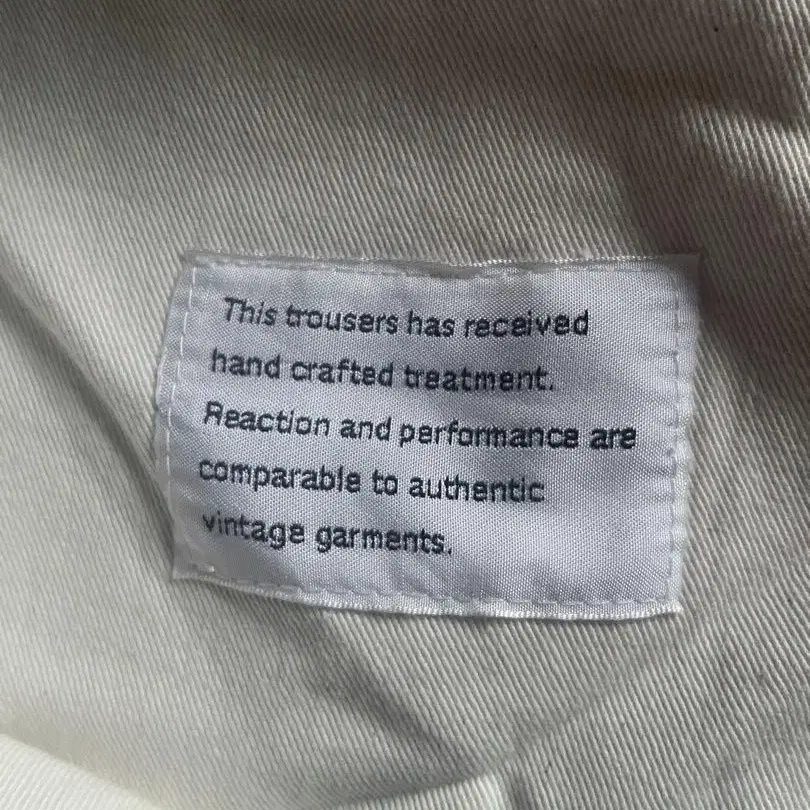 This trousers has received
hand crafted treatment.
Reaction and performance are
comparable to authentic
vintage garments.